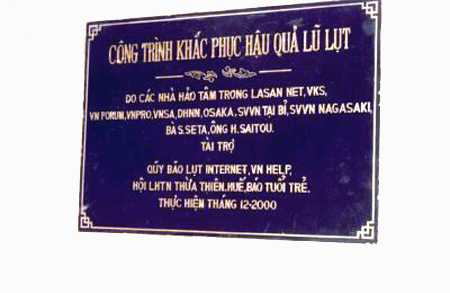 CÔNG TRÌNH KHẮC PHỤC HẬU QUẢ LŨ LỤT
DO CÁC NHÀ HẢO TÂM TRONG LASAN NET, VKS,
VN FORUM, VNPRO, VNSA, DHNN, OSAKA, SVVN TẠI BỈ, SVVN NAGASAKI,
BÀ S. SETA, ÔNG H. SAITOU.
TÀI TRỢ
QŨY BÃO LỤT INTERNET, VN HELP,
HỘI LHTN THỪA THIÊN. HUẾ, BÁO TUỔI TRẺ.
THỰC HIỆN THÁNG 12-2000